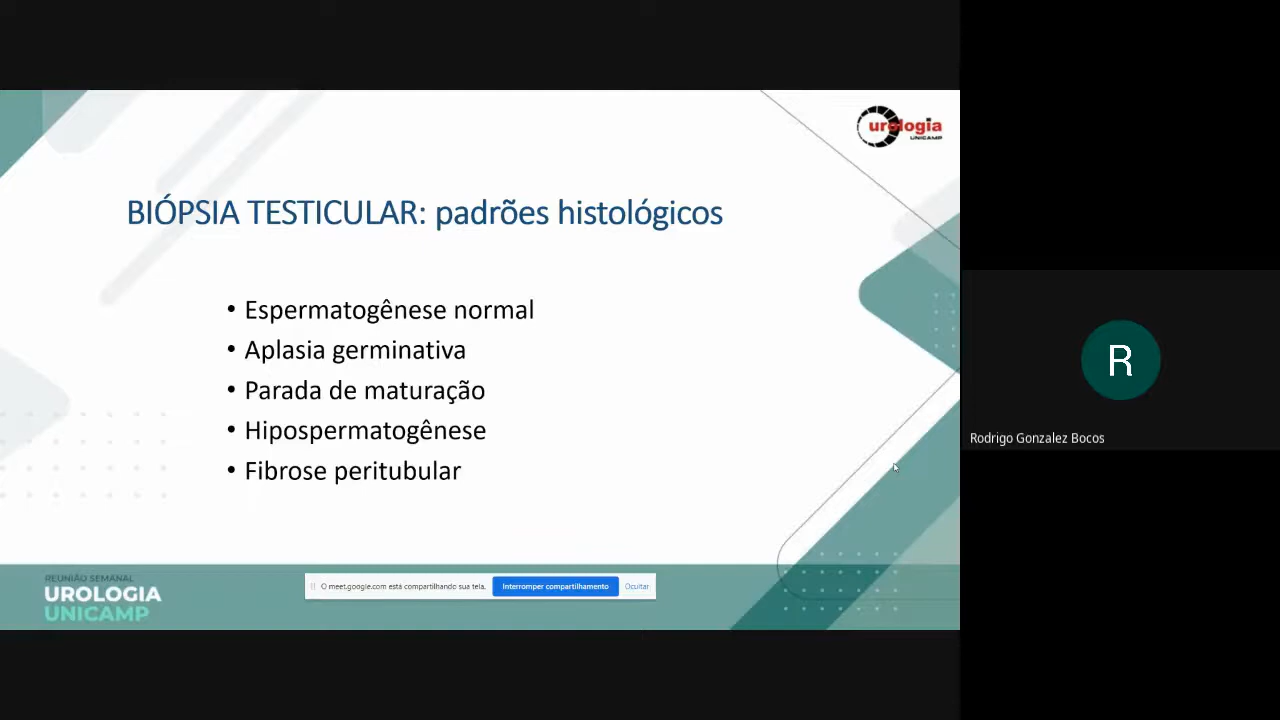 urologia
UNICAMP
BIÓPSIA TESTICULAR: padrões histológicos
• Espermatogênese normal
• Aplasia germinativa
• Parada de maturação
• Hipospermatogênese
• Fibrose peritubular
R
Rodrigo Gonzalez Bocos
REUNIÃO SEMANAL
UROLOGIA
UNICAMP
O meet.google.com está compartilhando sua tela.
Interromper compartilhamento
Ocultar